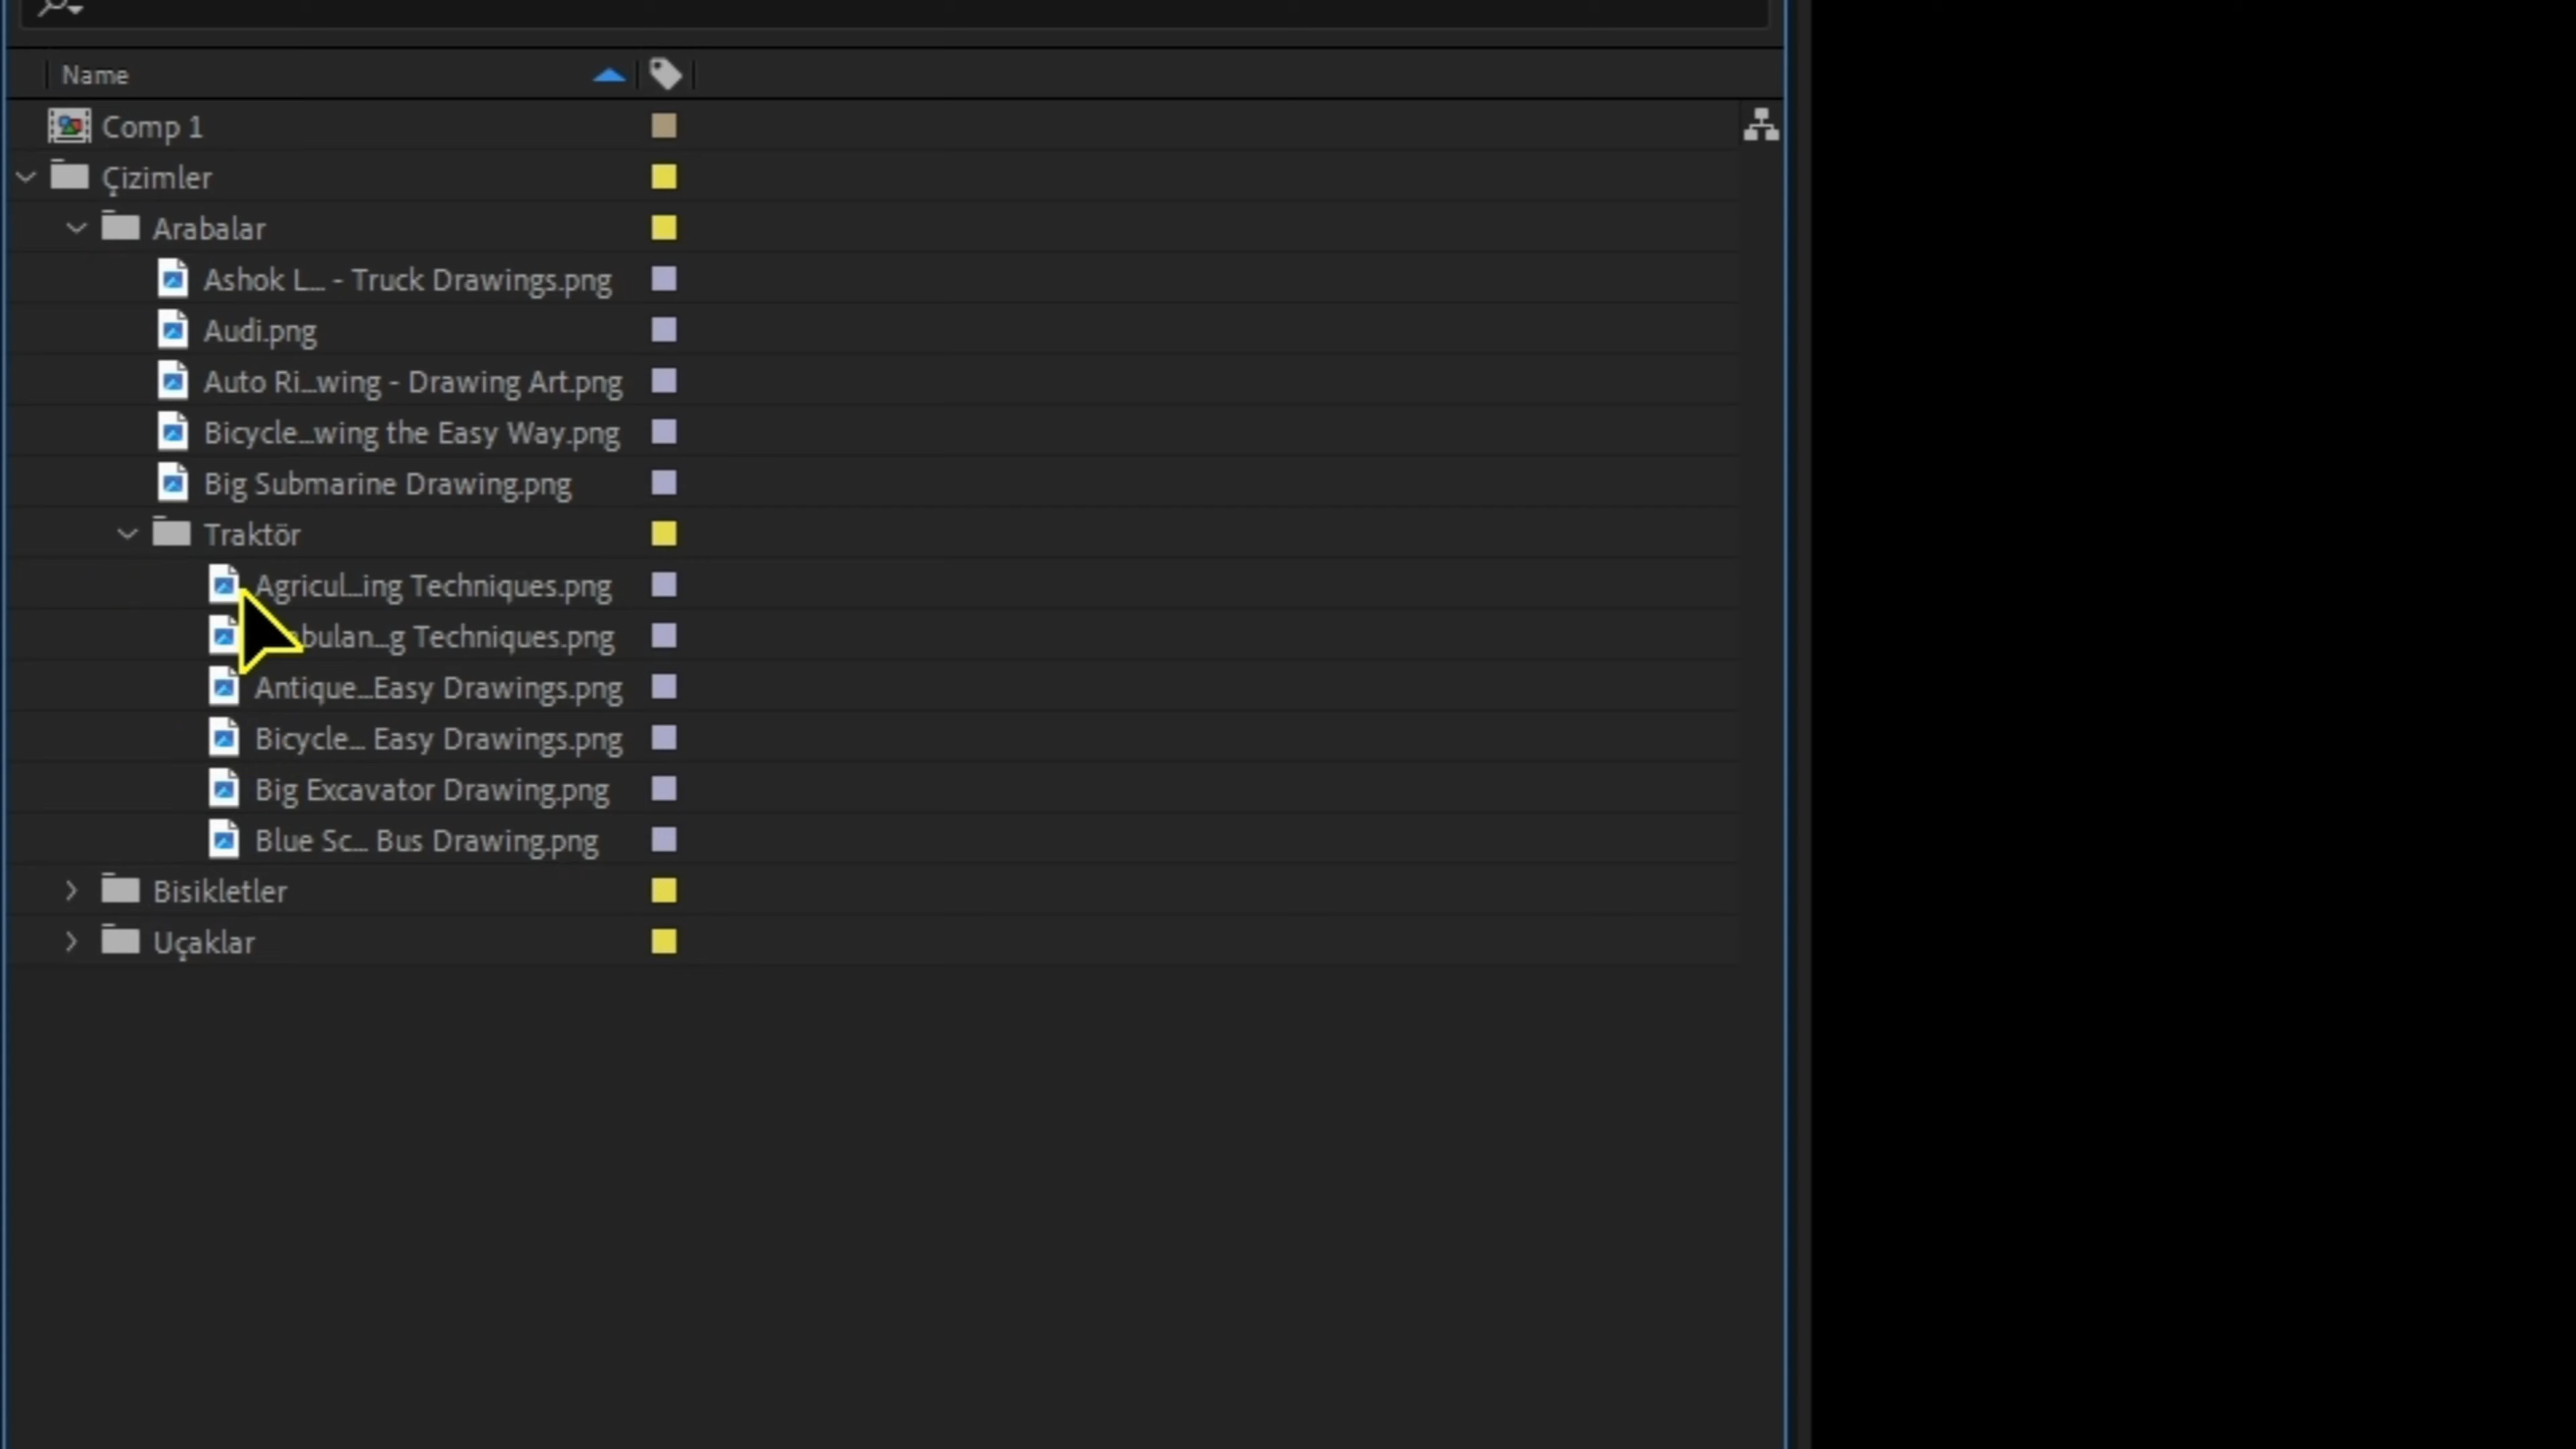 Name
Comp 1
Çizimler
Arabalar
Ashok L... - Truck Drawings.png
Audi.png
Auto Ri...wing - Drawing Art.png
Bicycle...wing the Easy Way.png
Big Submarine Drawing.png
Traktör
Agricul...ing Techniques.png
bulan...g Techniques.png
Antique...Easy Drawings.png
Bicycle... Easy Drawings.png
Big Excavator Drawing.png
Blue Sc... Bus Drawing.png
Bisikletler
Uçaklar